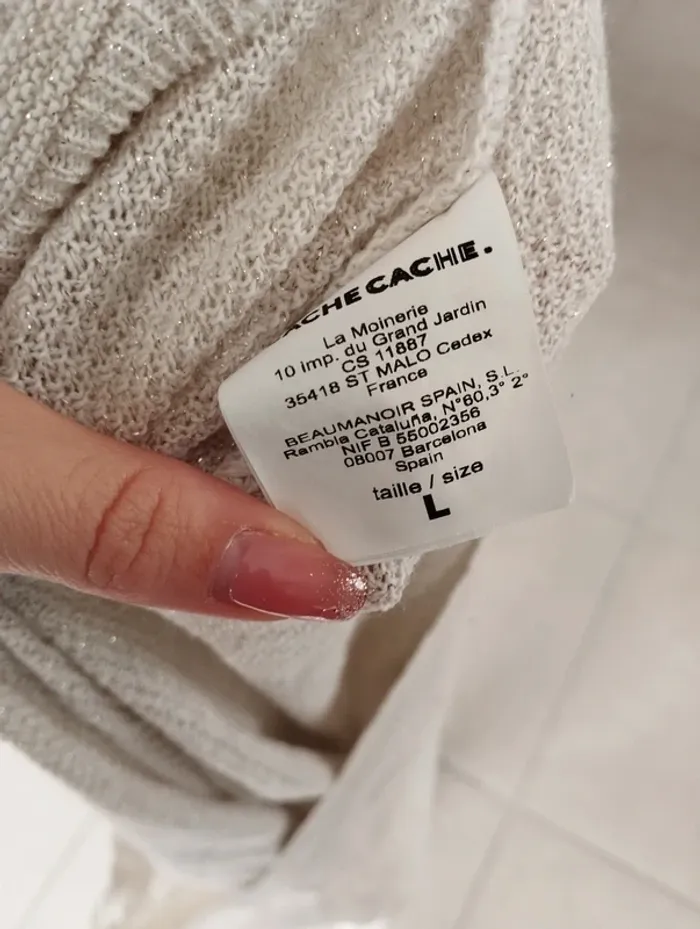 ACHE CACHE.
La Moinerie
10 imp. du Grand Jardin
CS 11887
35418 ST MALO Cedex
France
BEAUMANOIR SPAIN, S.L.
Rambla Cataluña, N°60,3° 2°
NIF B 55002356
08007 Barcelona
Spain
taille / size
L